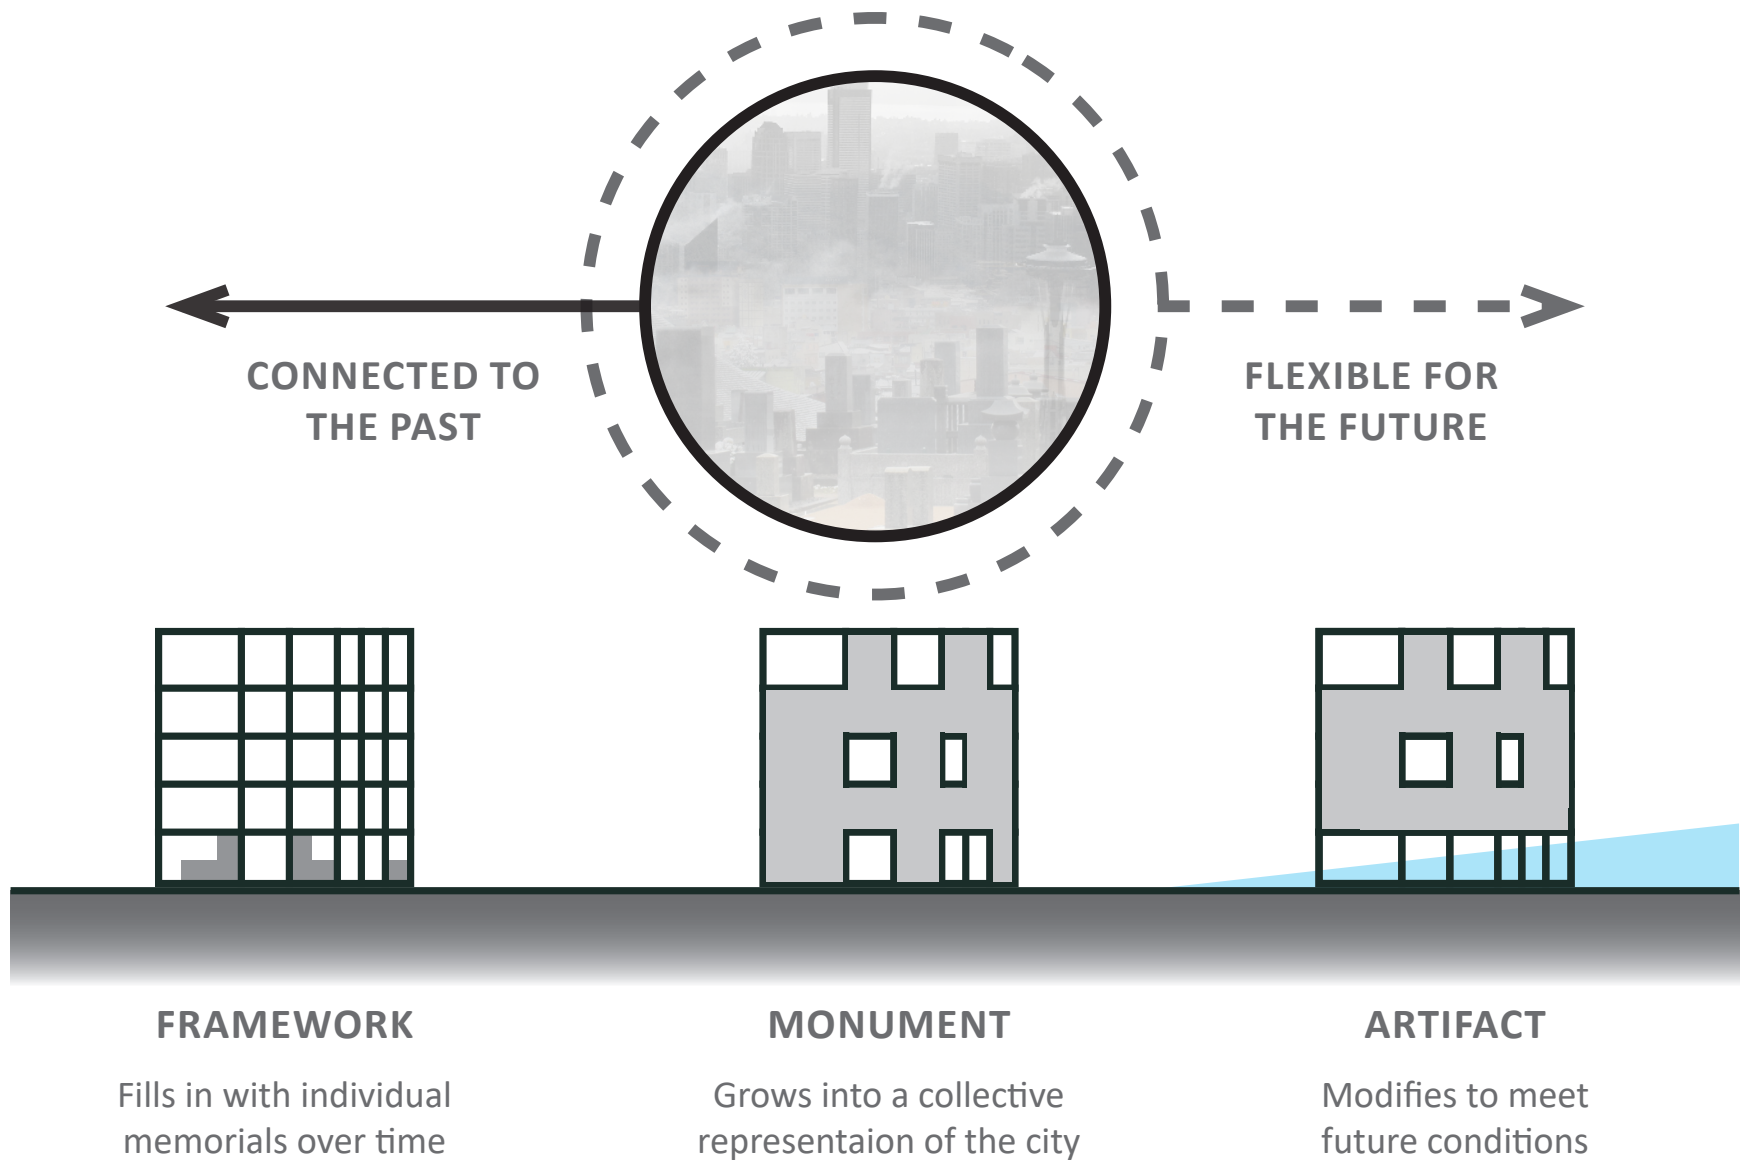 CONNECTED TO
THE PAST
FLEXIBLE FOR
THE FUTURE
FRAMEWORK
Fills in with individual
memorials over time
MONUMENT
Grows into a collective
representaion of the city
ARTIFACT
Modifies to meet
future conditions